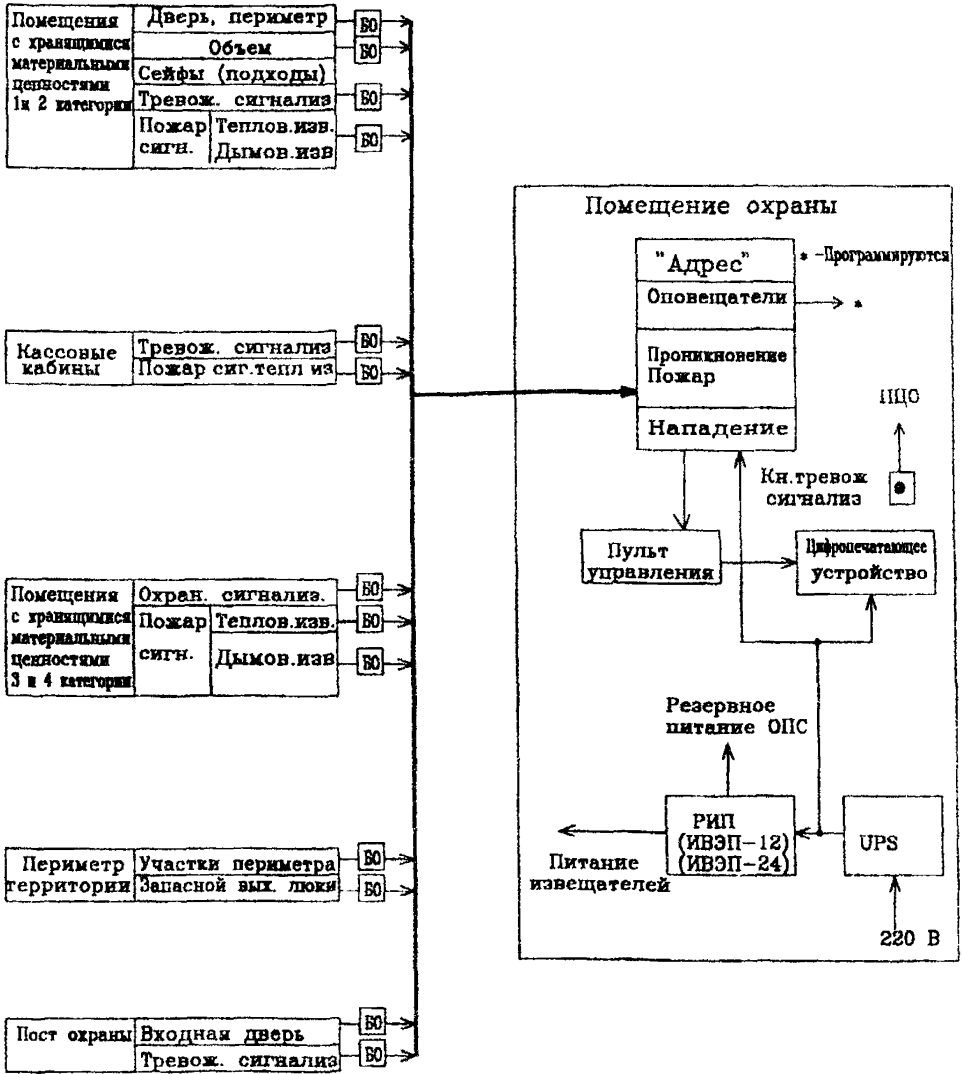 Помещения
с хранящимися
материальными
ценностями
1и 2 категории
Дверь, периметр
БО
Объем
БО
Сейфы (подходы)
Тревож. сигнализ
БО
Пожар
сигн.
Теплов.изв.
Дымов.изв
БО
Кассовые
кабины
Тревож. сигнализ
БО
Пожар сиг.тепл из
БО
Помещения
с хранящимися
материальными
ценностями
3 и 4 категории
Охран. сигнализ.
БО
Пожар
сигн.
Теплов.изв.
БО
Дымов.изв
БО
Периметр
территории
Участки периметра
БО
Запасной вых. люки
БО
Пост охраны
Входная дверь
БО
Тревож. сигнализ
БО
Помещение охраны
"Адрес"
* -Программируются
Оповещатели
*
Проникновение
Пожар
Нападение
ПЦО
Кн.тревож
сигнализ
Пульт
управления
Цифропечатающее
устройство
Резервное
питание ОПС
РИП
(ИВЭП-12)
(ИВЭП-24)
UPS
Питание
извещателей
220 В